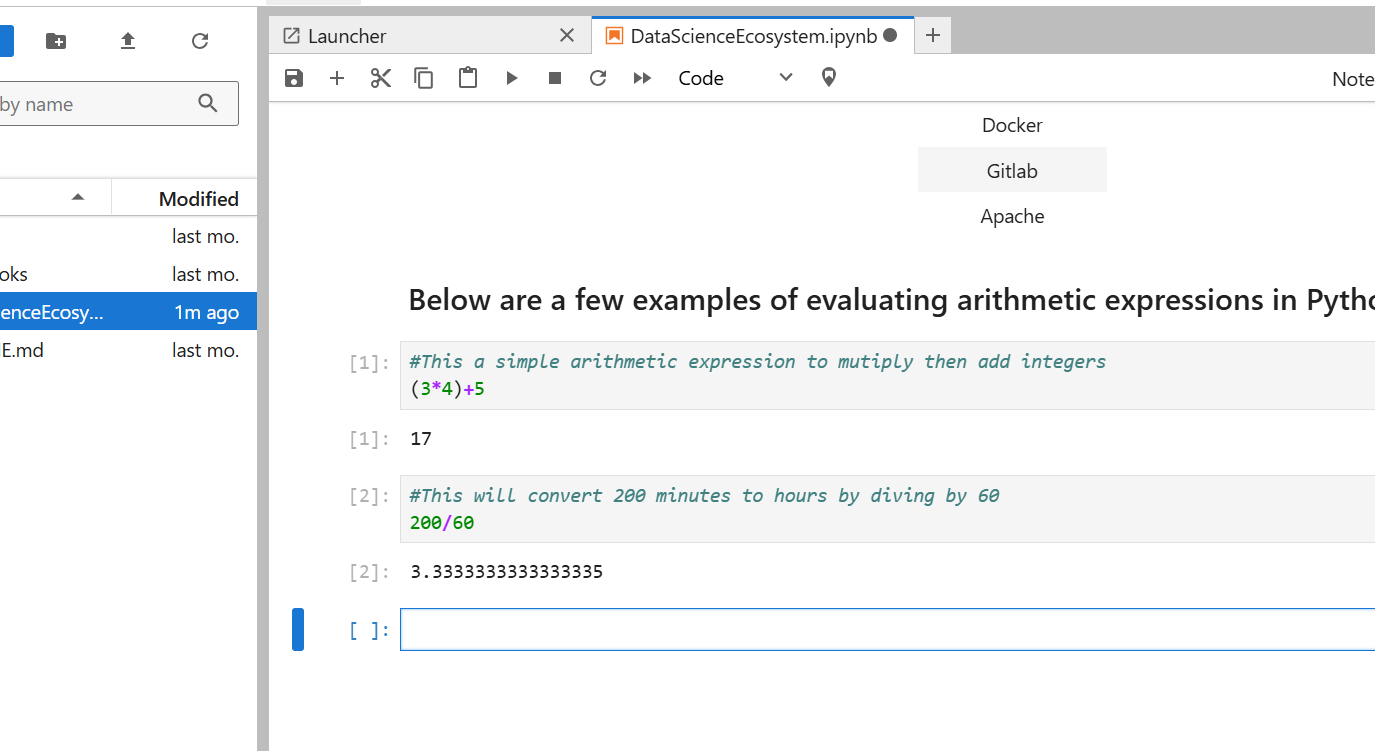 Launcher
DataScienceEcosystem.ipynb
Code
Note
by name
Modified
last mo.
oks last mo.
enceEcosy... 1m ago
E.md last mo.
Docker
Gitlab
Apache
Below are a few examples of evaluating arithmetic expressions in Pytho
[1]: #This a simple arithmetic expression to mutiply then add integers
(3*4)+5
[1]: 17
[2]: #This will convert 200 minutes to hours by diving by 60
200/60
[2]: 3.3333333333333335
[ ]: